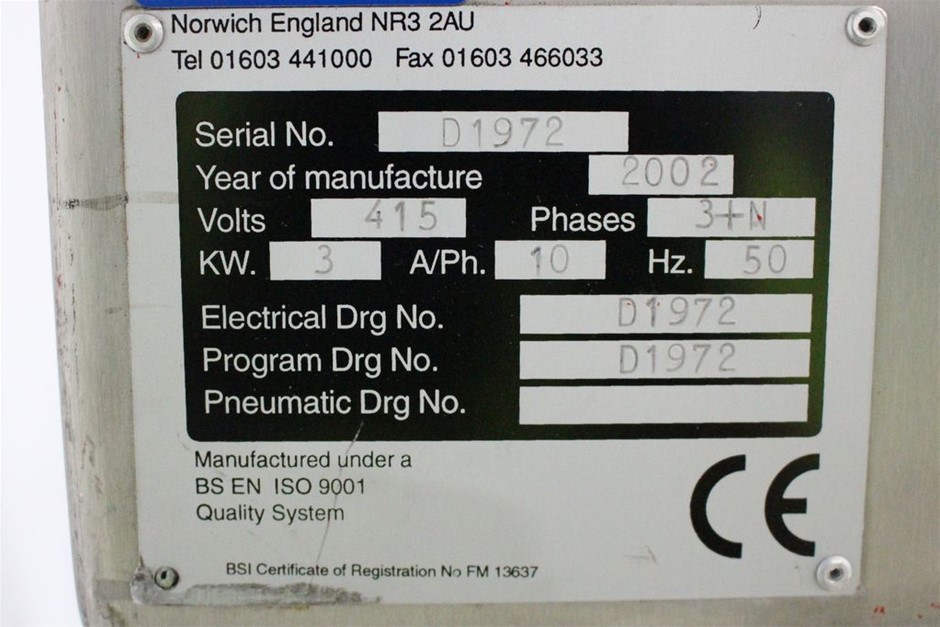 Norwich England NR3 2AU
Tel 01603 441000 Fax 01603 466033
Serial No. D1972
Year of manufacture 2002
Volts 415 Phases 3+N
KW. 3 A/Ph. 10 Hz. 50
Electrical Drg No. D1972
Program Drg No. D1972
Pneumatic Drg No.
Manufactured under a
BS EN ISO 9001
Quality System
CE
BSI Certificate of Registration No FM 13637